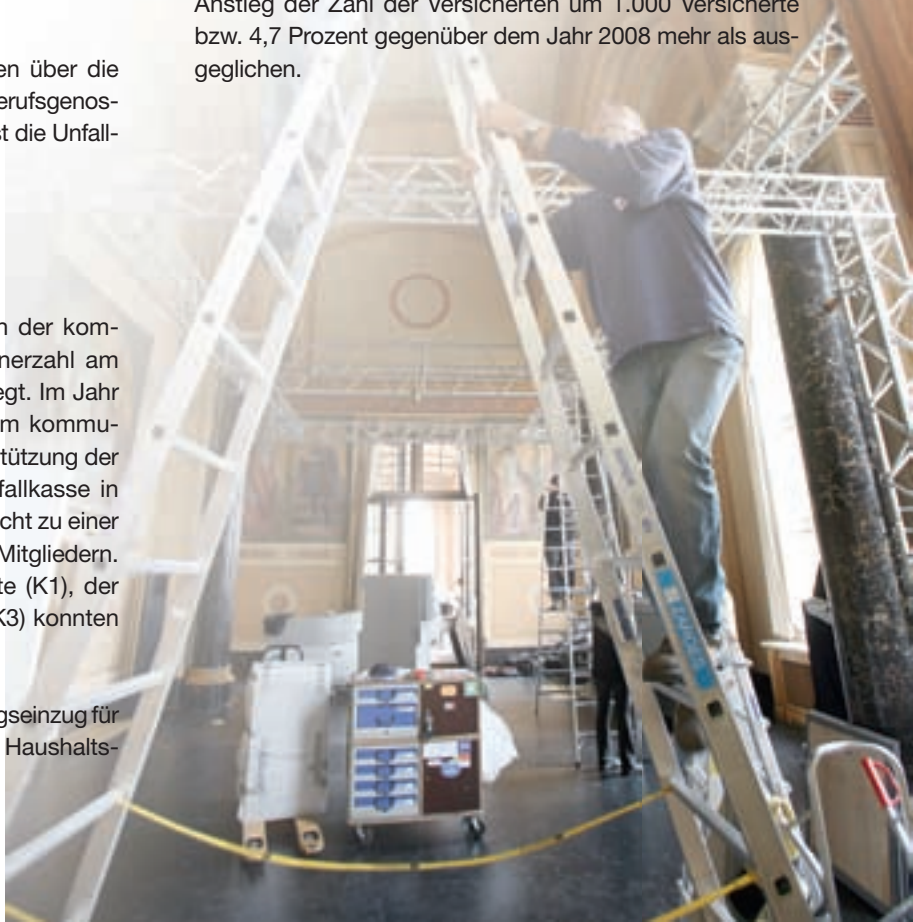 en über die
erufsgenos-
st die Unfall-
n der kom-
nerzahl am
egt. Im Jahr
m kommu-
tützung der
fallkasse in
cht zu einer
Mitgliedern.
te (K1), der
K3) konnten
gseinzug für
Haushalts-
Anstieg der Zahl der Versicherten um 1.000 Versicherte
bzw. 4,7 Prozent gegenüber dem Jahr 2008 mehr als aus-
geglichen.